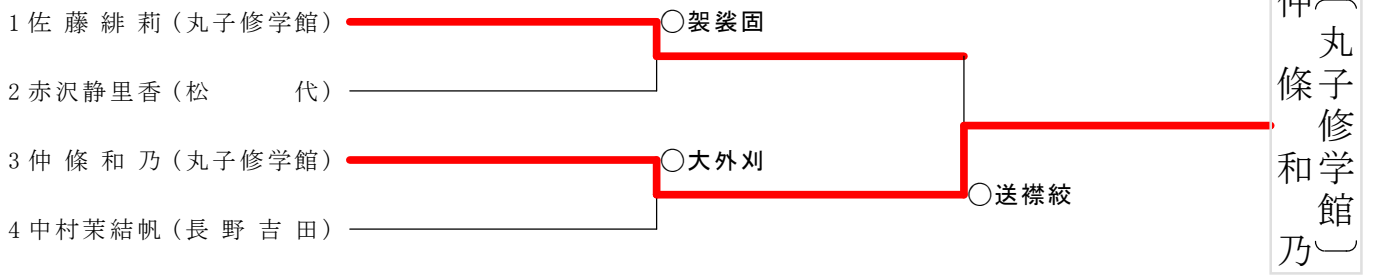 1 佐藤緋莉(丸子修学館)
○袈裟固
2 赤沢静里香(松代)
3 仲條和乃(丸子修学館)
○大外刈
○送襟絞
4 中村茉結帆(長野吉田)
仲條和乃
(丸子修学館)